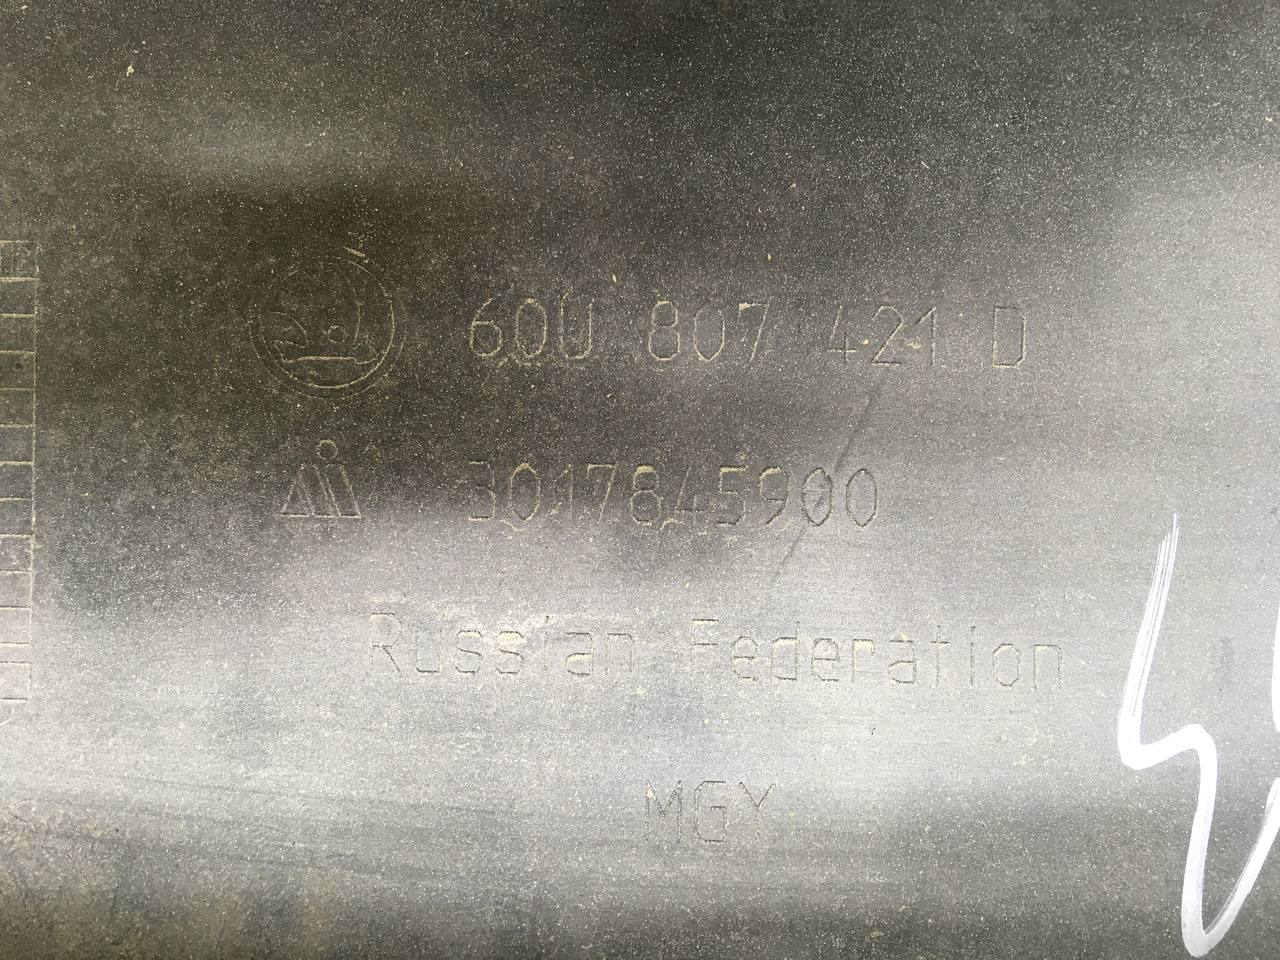 60U 807 421 D
3017845900
Russian Federation
MGY